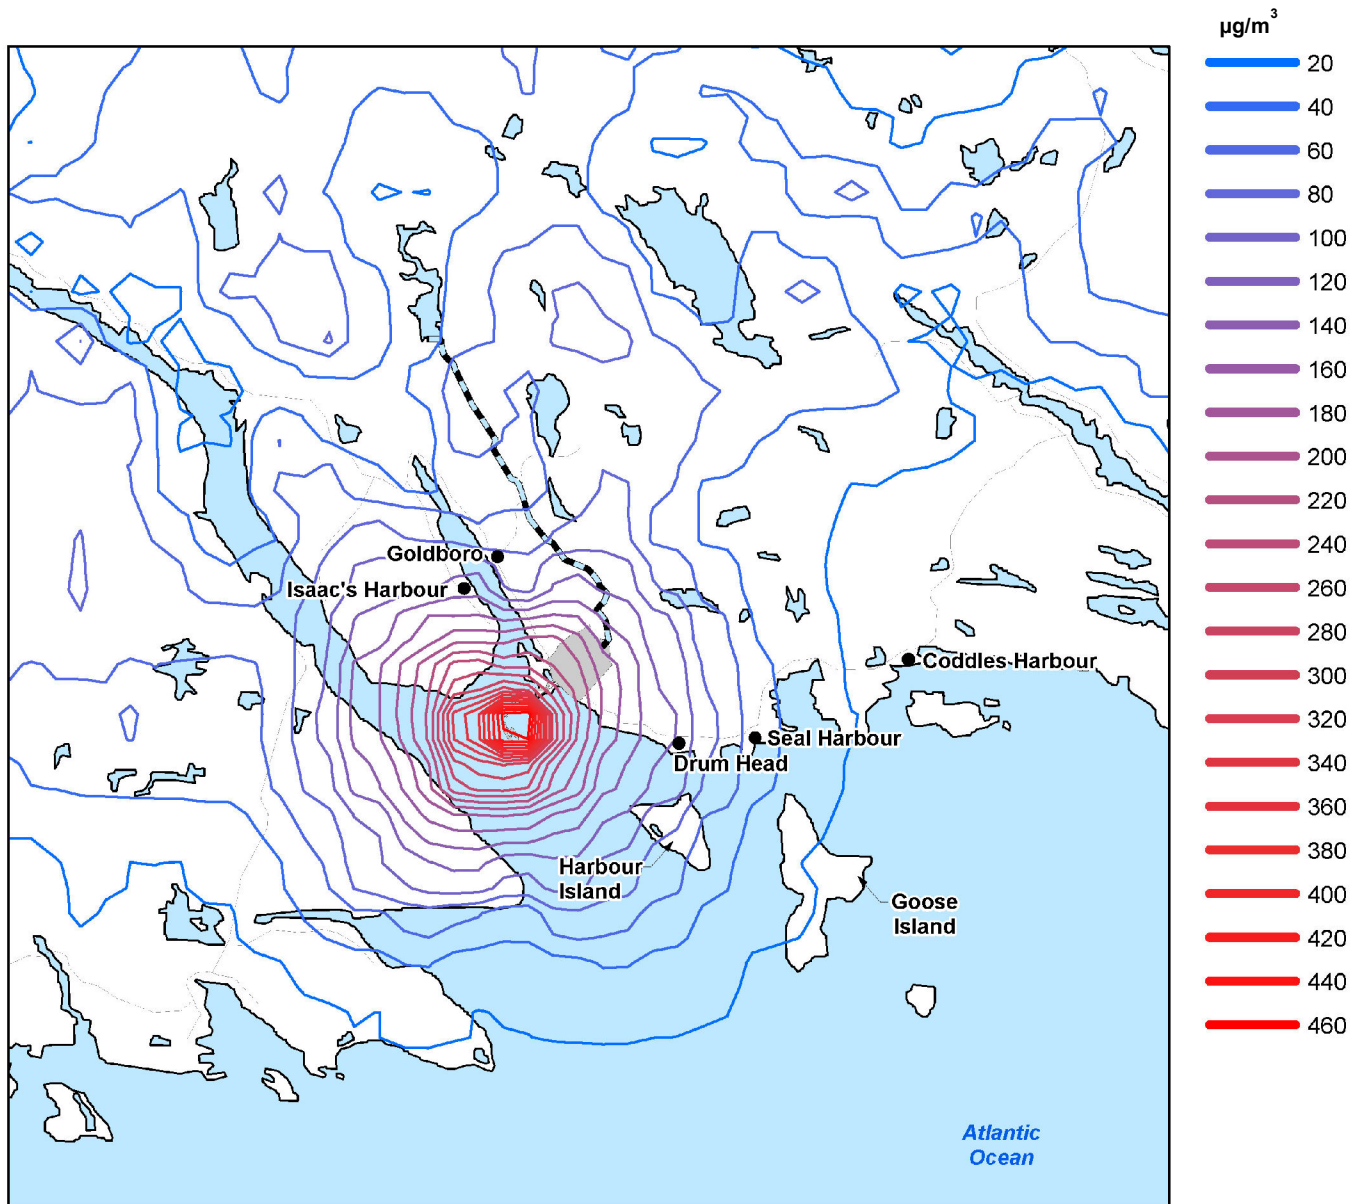 µg/m³
20
40
60
80
100
120
140
160
180
200
220
240
260
280
300
320
340
360
380
400
420
440
460
Goldboro
Isaac's Harbour
Coddles Harbour
Seal Harbour
Drum Head
Harbour
Island
Goose
Island
Atlantic
Ocean